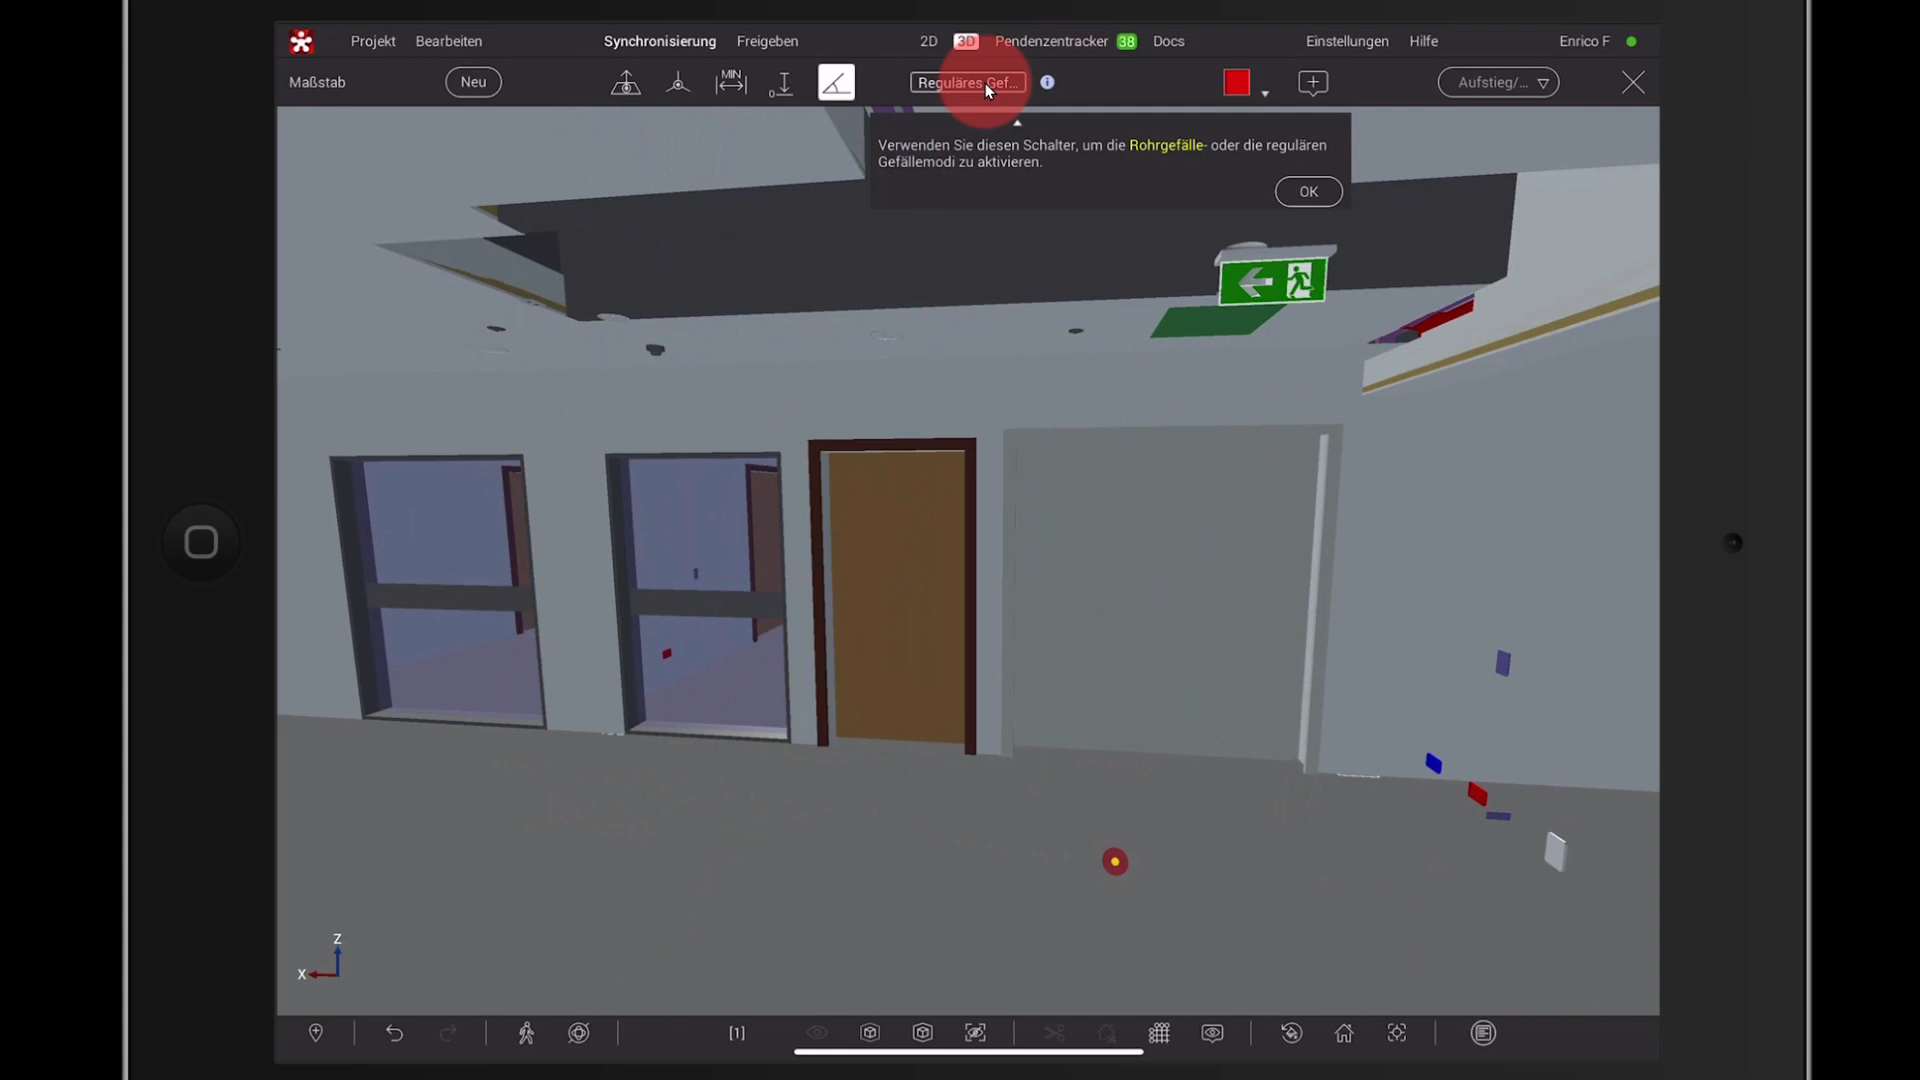 Projekt
Bearbeiten
Synchronisierung
Freigeben
2D
3D
Pendenzentracker 38
Docs
Einstellungen
Hilfe
Enrico F
Maßstab
Neu
MIN
0
Reguläres Gef...
i
Aufstieg/...
Verwenden Sie diesen Schalter, um die Rohrgefälle- oder die regulären
Gefällemodi zu aktivieren.
OK
Z
X
[1]